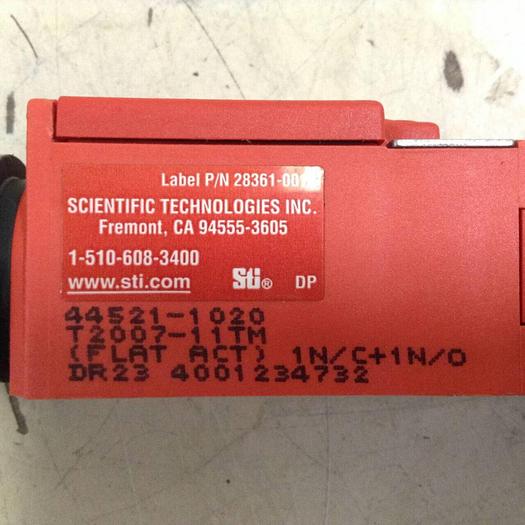 Label P/N 28361-001
SCIENTIFIC TECHNOLOGIES INC.
Fremont, CA 94555-3605
1-510-608-3400
www.sti.com Sti® DP
44521-1020
T2007-11TM
(FLAT ACT) 1N/C+1N/O
DR23 4001234732